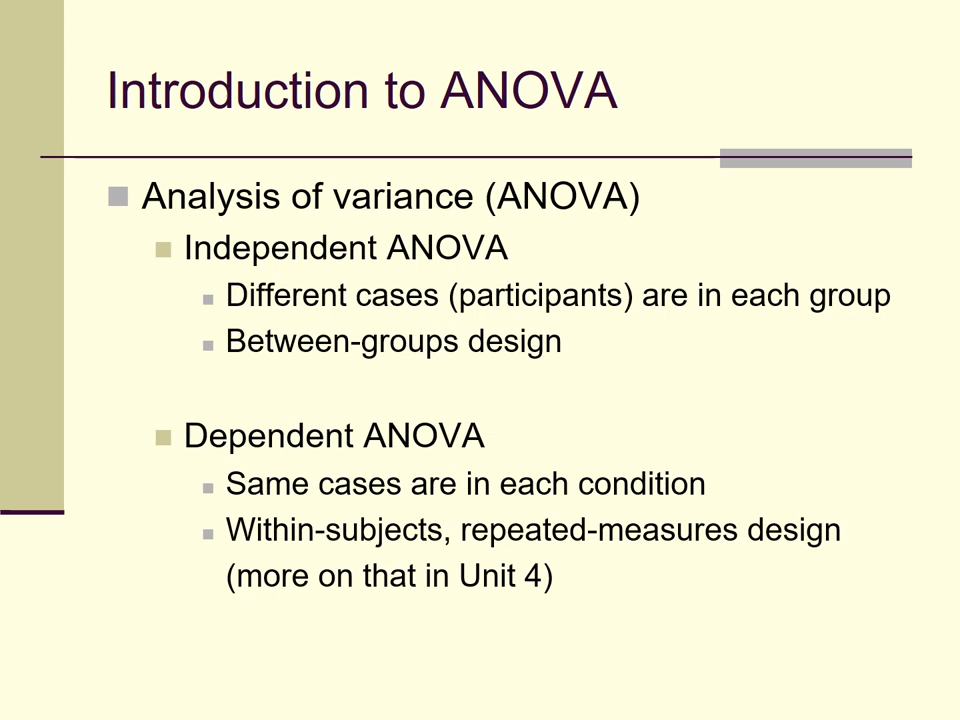 Introduction to ANOVA
Analysis of variance (ANOVA)
Independent ANOVA
Different cases (participants) are in each group
Between-groups design
Dependent ANOVA
Same cases are in each condition
Within-subjects, repeated-measures design
(more on that in Unit 4)